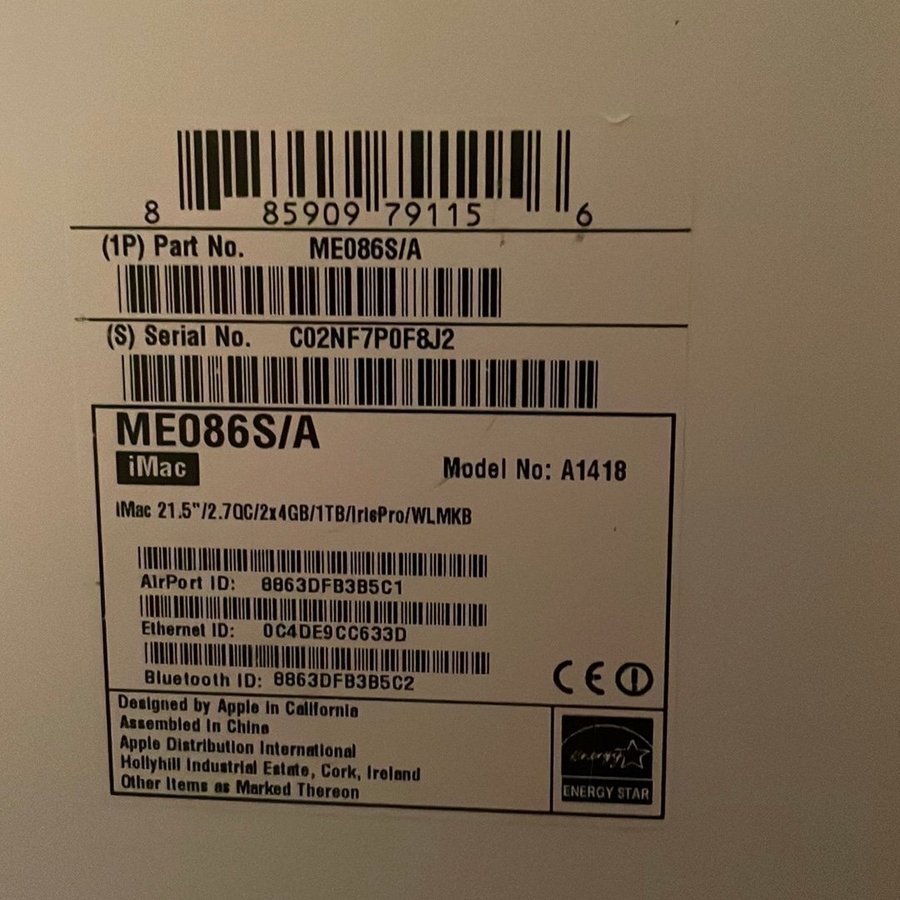 8 85909 79115 6
(1P) Part No. ME086S/A
(S) Serial No. C02NF7P0F8J2
ME086S/A
iMac
Model No: A1418
iMac 21.5"/2.7QC/2x4GB/1TB/IrisPro/WLMKB
AirPort ID: 8863DFB3B5C1
Ethernet ID: 0C4DE9CC633D
Bluetooth ID: 8863DFB3B5C2
CE
Designed by Apple in California
Assembled in China
Apple Distribution International
Hollyhill Industrial Estate, Cork, Ireland
Other Items as Marked Thereon
energy
ENERGY STAR